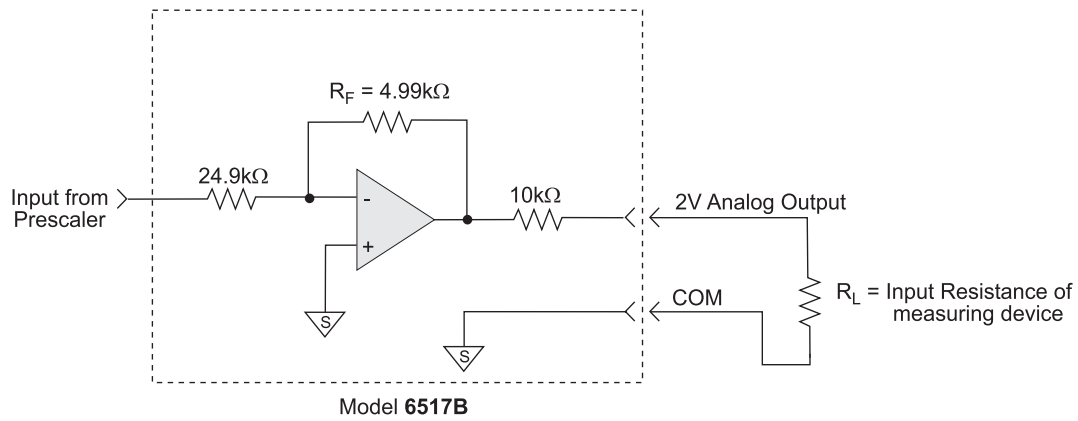 R_F = 4.99kΩ
24.9kΩ
Input from
Prescaler
-
+
S
10kΩ
2V Analog Output
COM
S
R_L = Input Resistance of
measuring device
Model 6517B